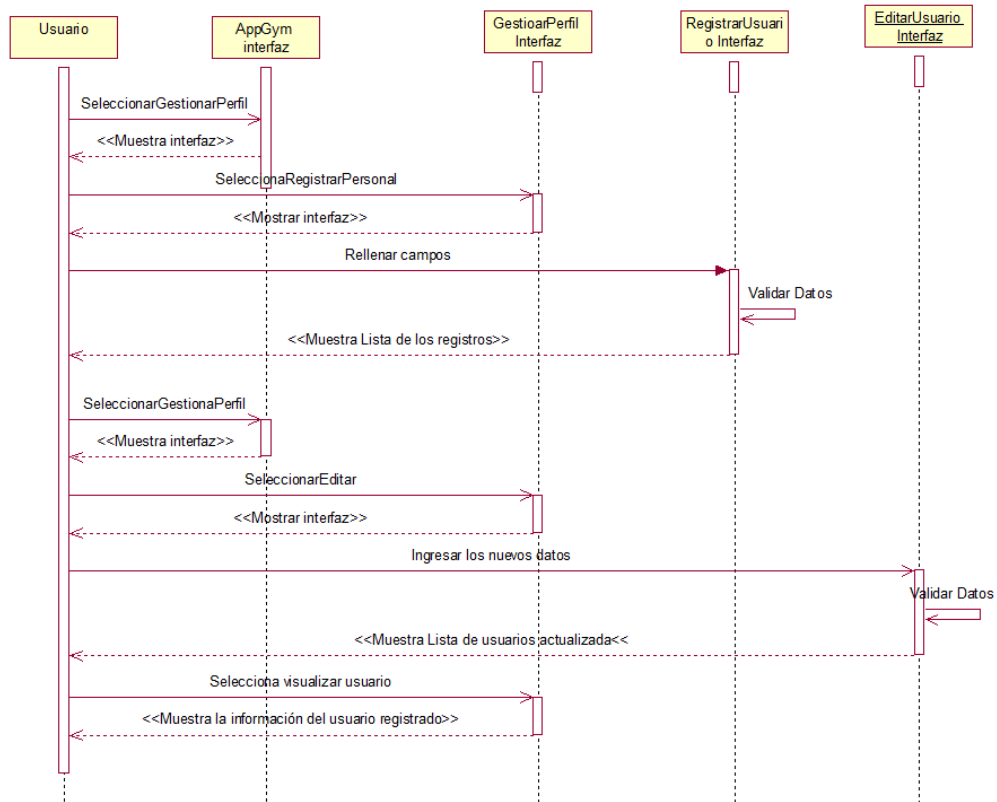 Usuario
AppGym
interfaz
GestioarPerfil
Interfaz
RegistrarUsuari
o Interfaz
EditarUsuario
Interfaz
SeleccionarGestionarPerfil
<<Muestra interfaz>>
SeleccionaRegistrarPersonal
<<Mostrar interfaz>>
Rellenar campos
Validar Datos
<<Muestra Lista de los registros>>
SeleccionarGestionaPerfil
<<Muestra interfaz>>
SeleccionarEditar
<<Mostrar interfaz>>
Ingresar los nuevos datos
Validar Datos
<<Muestra Lista de usuarios actualizada<<
Selecciona visualizar usuario
<<Muestra la información del usuario registrado>>